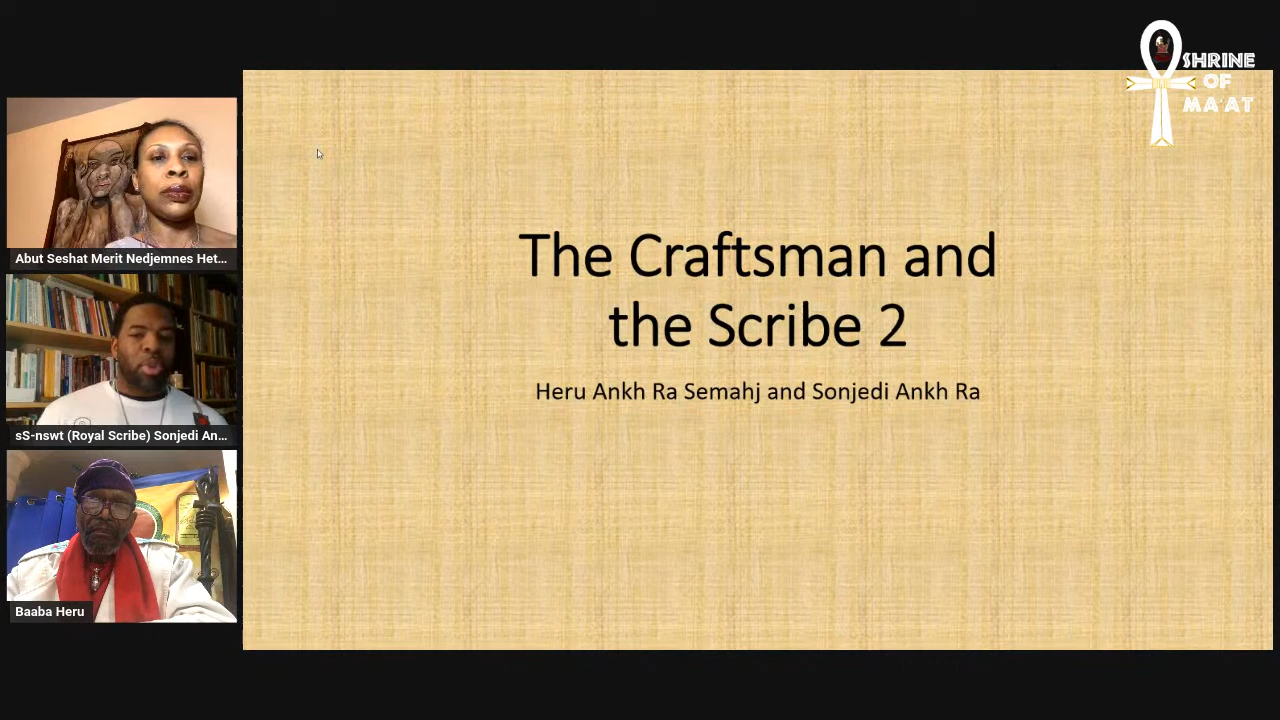 SHRINE
OF
MA'AT
The Craftsman and
the Scribe 2
Heru Ankh Ra Semahj and Sonjedi Ankh Ra
Abut Seshat Merit Nedjemnes Het...
sS-nswt (Royal Scribe) Sonjedi An...
Baaba Heru